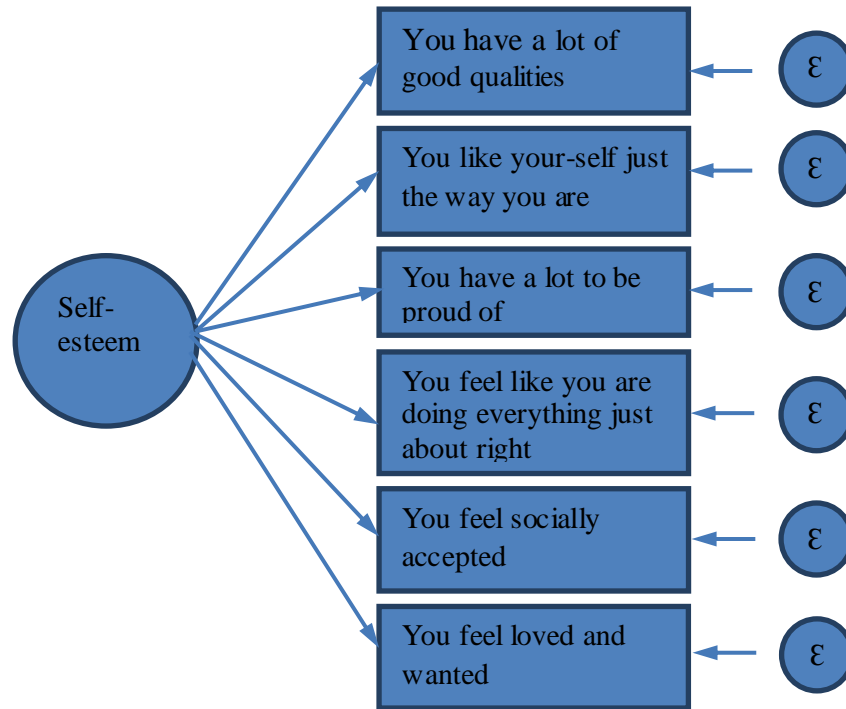 You have a lot of
good qualities
ε
You like your-self just
the way you are
ε
You have a lot to be
proud of
ε
Self-
esteem
You feel like you are
doing everything just
about right
ε
You feel socially
accepted
ε
You feel loved and
wanted
ε